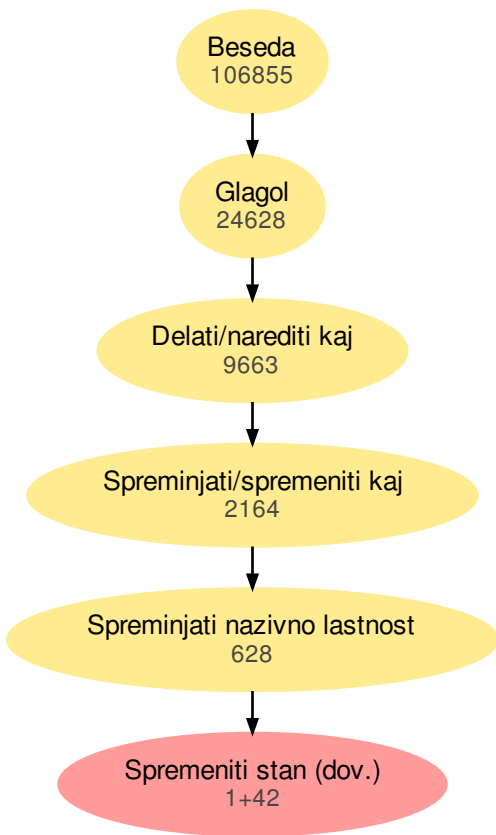 Beseda
106855
Glagol
24628
Delati/narediti kaj
9663
Spreminjati/spremeniti kaj
2164
Spreminjati nazivno lastnost
628
Spremeniti stan (dov.)
1+42